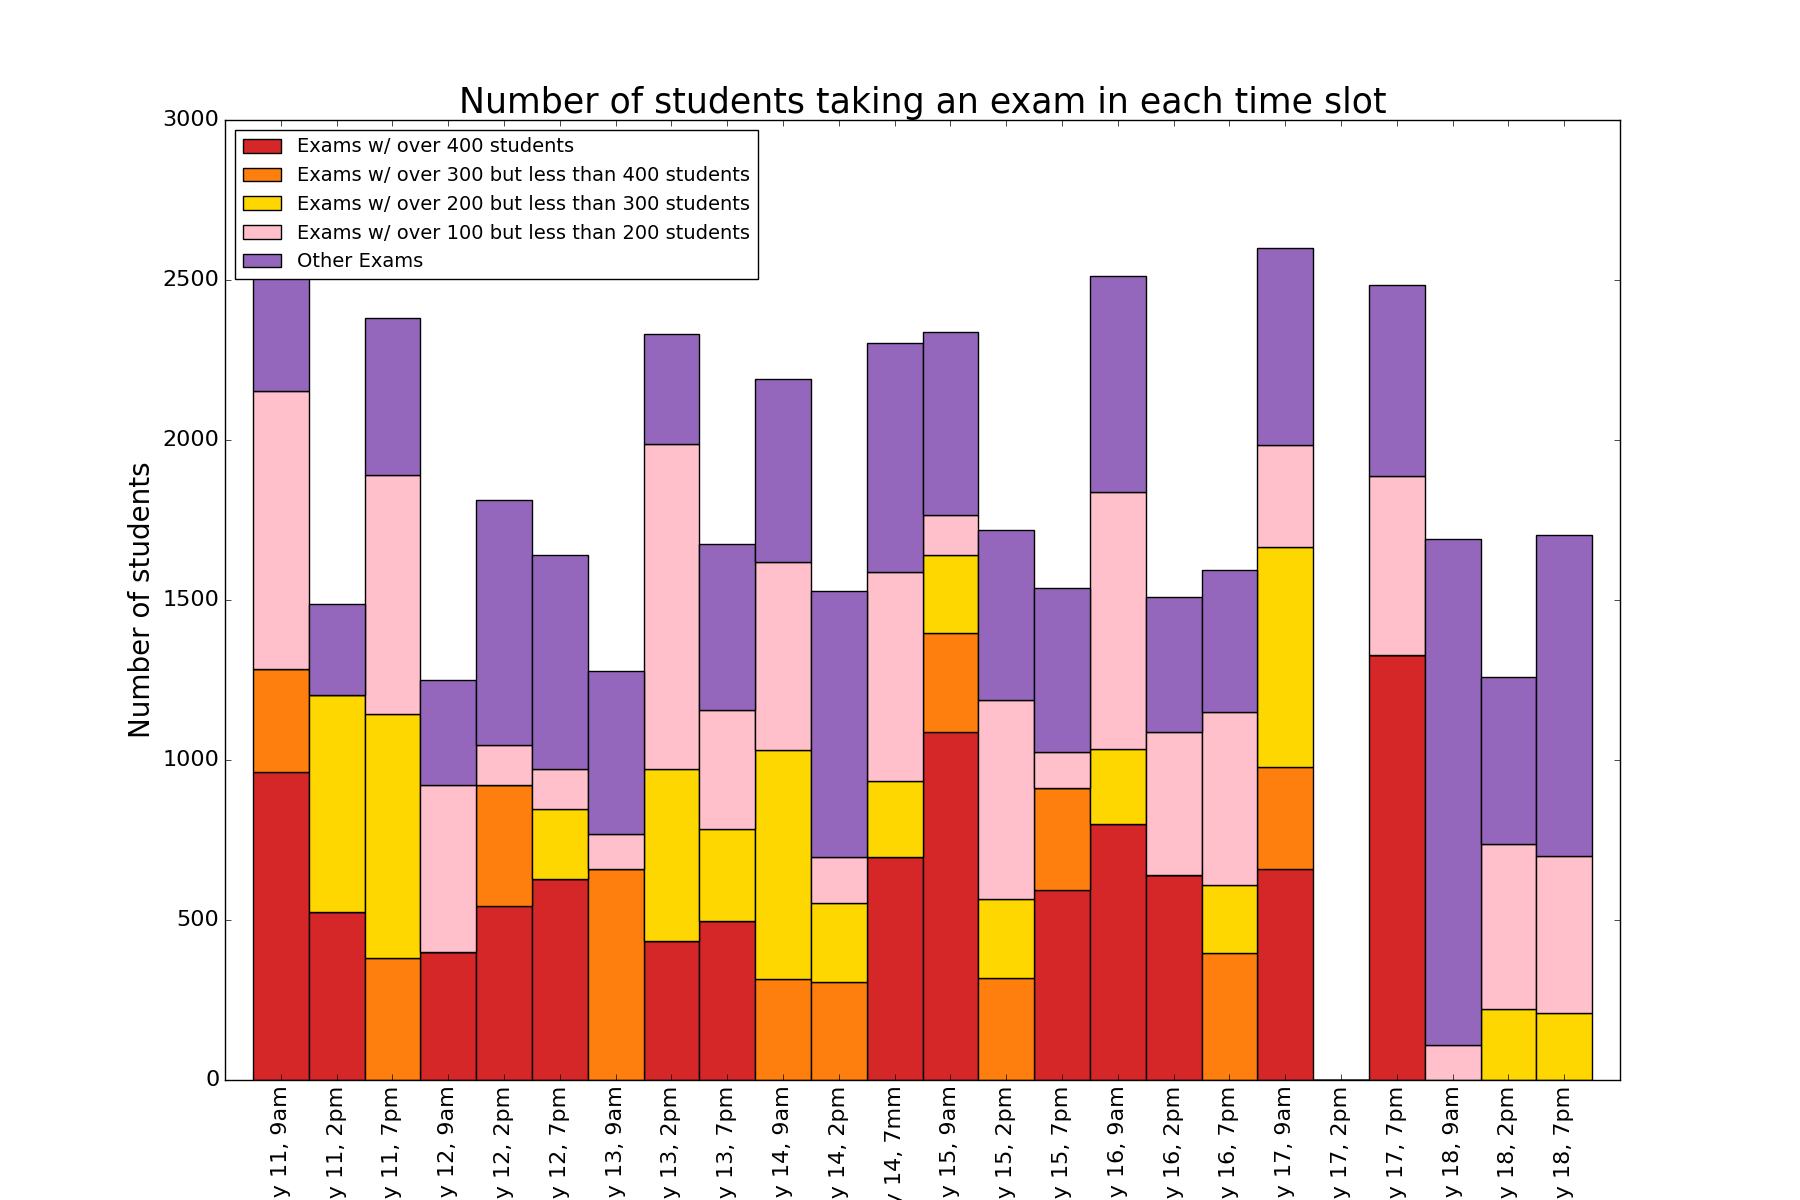 Number of students taking an exam in each time slot
Exams w/ over 400 students
Exams w/ over 300 but less than 400 students
Exams w/ over 200 but less than 300 students
Exams w/ over 100 but less than 200 students
Other Exams
Number of students
3000
2500
2000
1500
1000
500
0
y 11, 9am
y 11, 2pm
y 11, 7pm
y 12, 9am
y 12, 2pm
y 12, 7pm
y 13, 9am
y 13, 2pm
y 13, 7pm
y 14, 9am
y 14, 2pm
y 14, 7mm
y 15, 9am
y 15, 2pm
y 15, 7pm
y 16, 9am
y 16, 2pm
y 16, 7pm
y 17, 9am
y 17, 2pm
y 17, 7pm
y 18, 9am
y 18, 2pm
y 18, 7pm